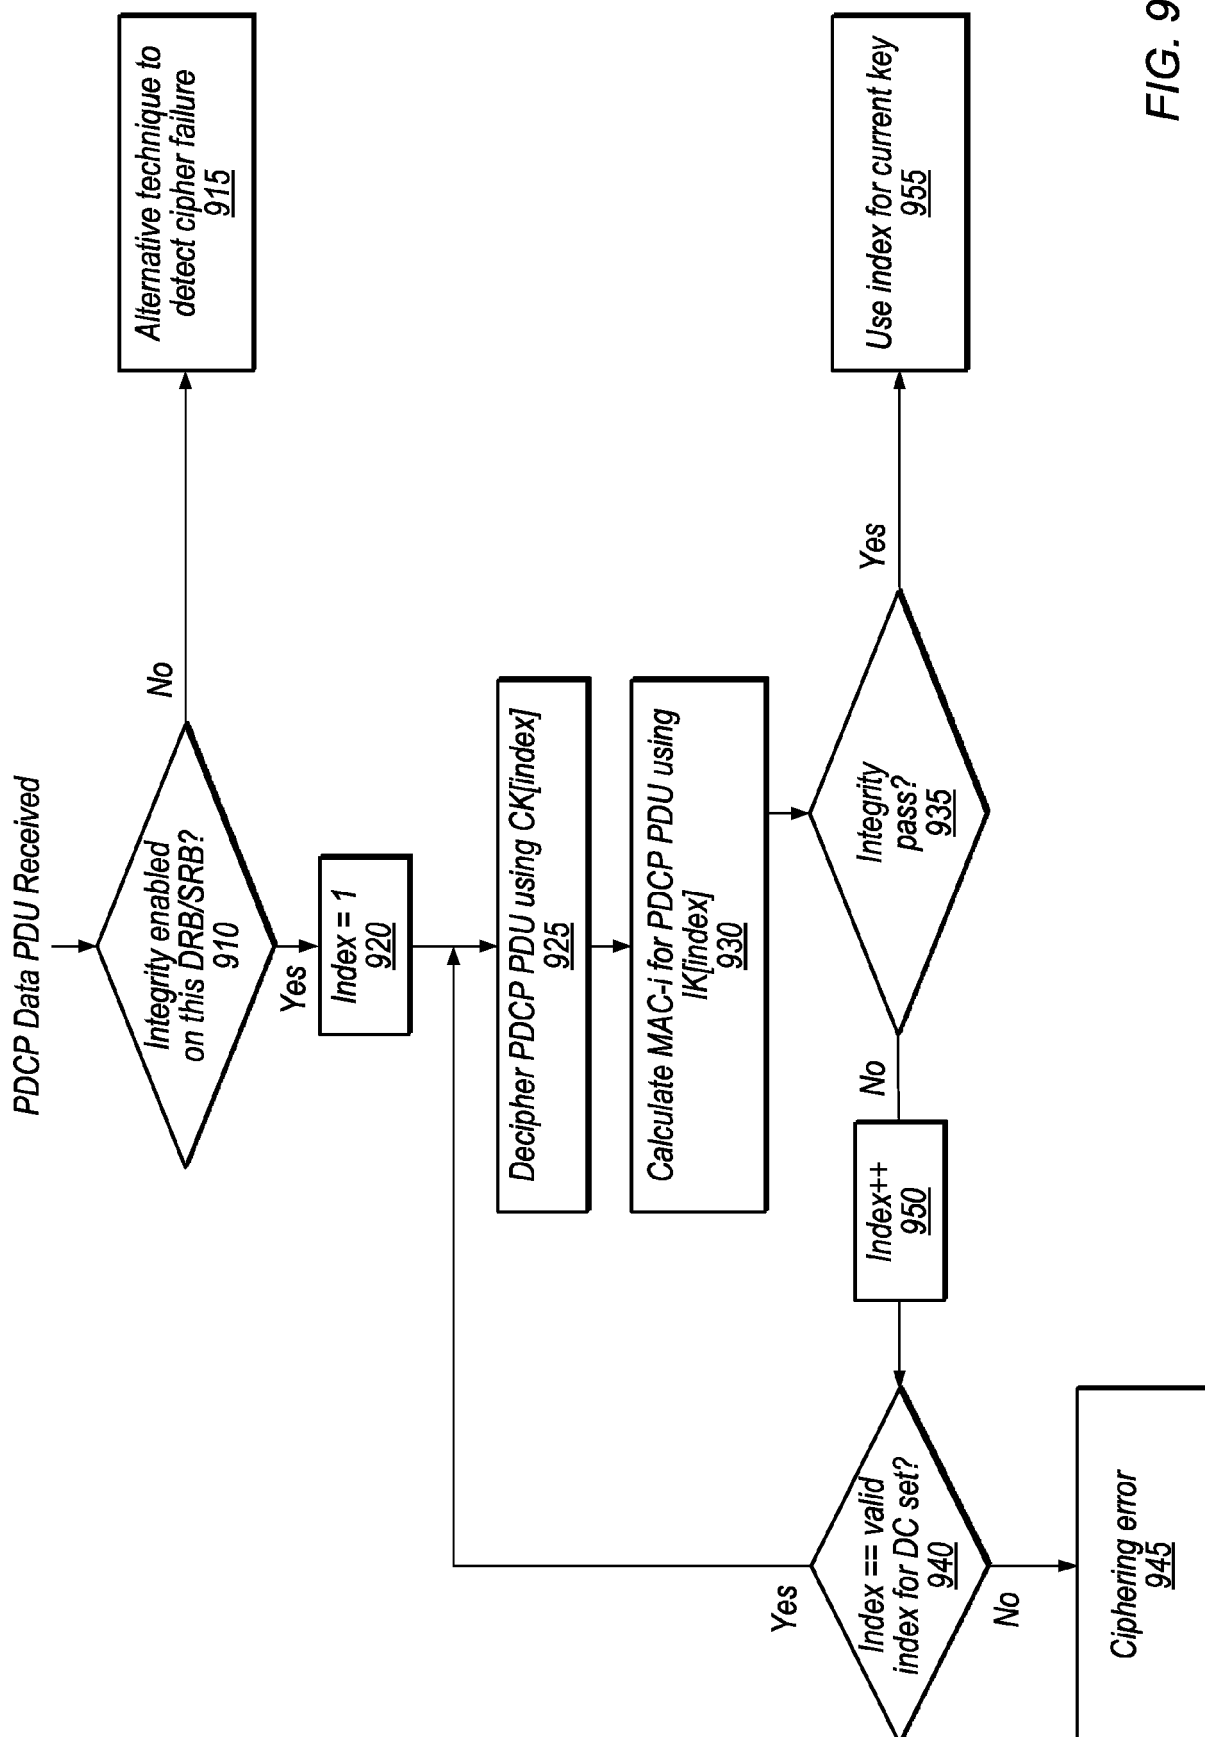 PDCP Data PDU Received
Integrity enabled
on this DRB/SRB?
910
No
Alternative technique to
detect cipher failure
915
Yes
Index = 1
920
Decipher PDCP PDU using CK[index]
925
Calculate MAC-i for PDCP PDU using
IK[index]
930
Integrity
pass?
935
Yes
Use index for current key
955
No
Index++
950
Index == valid
index for DC set?
940
Yes
No
Ciphering error
945
FIG. 9